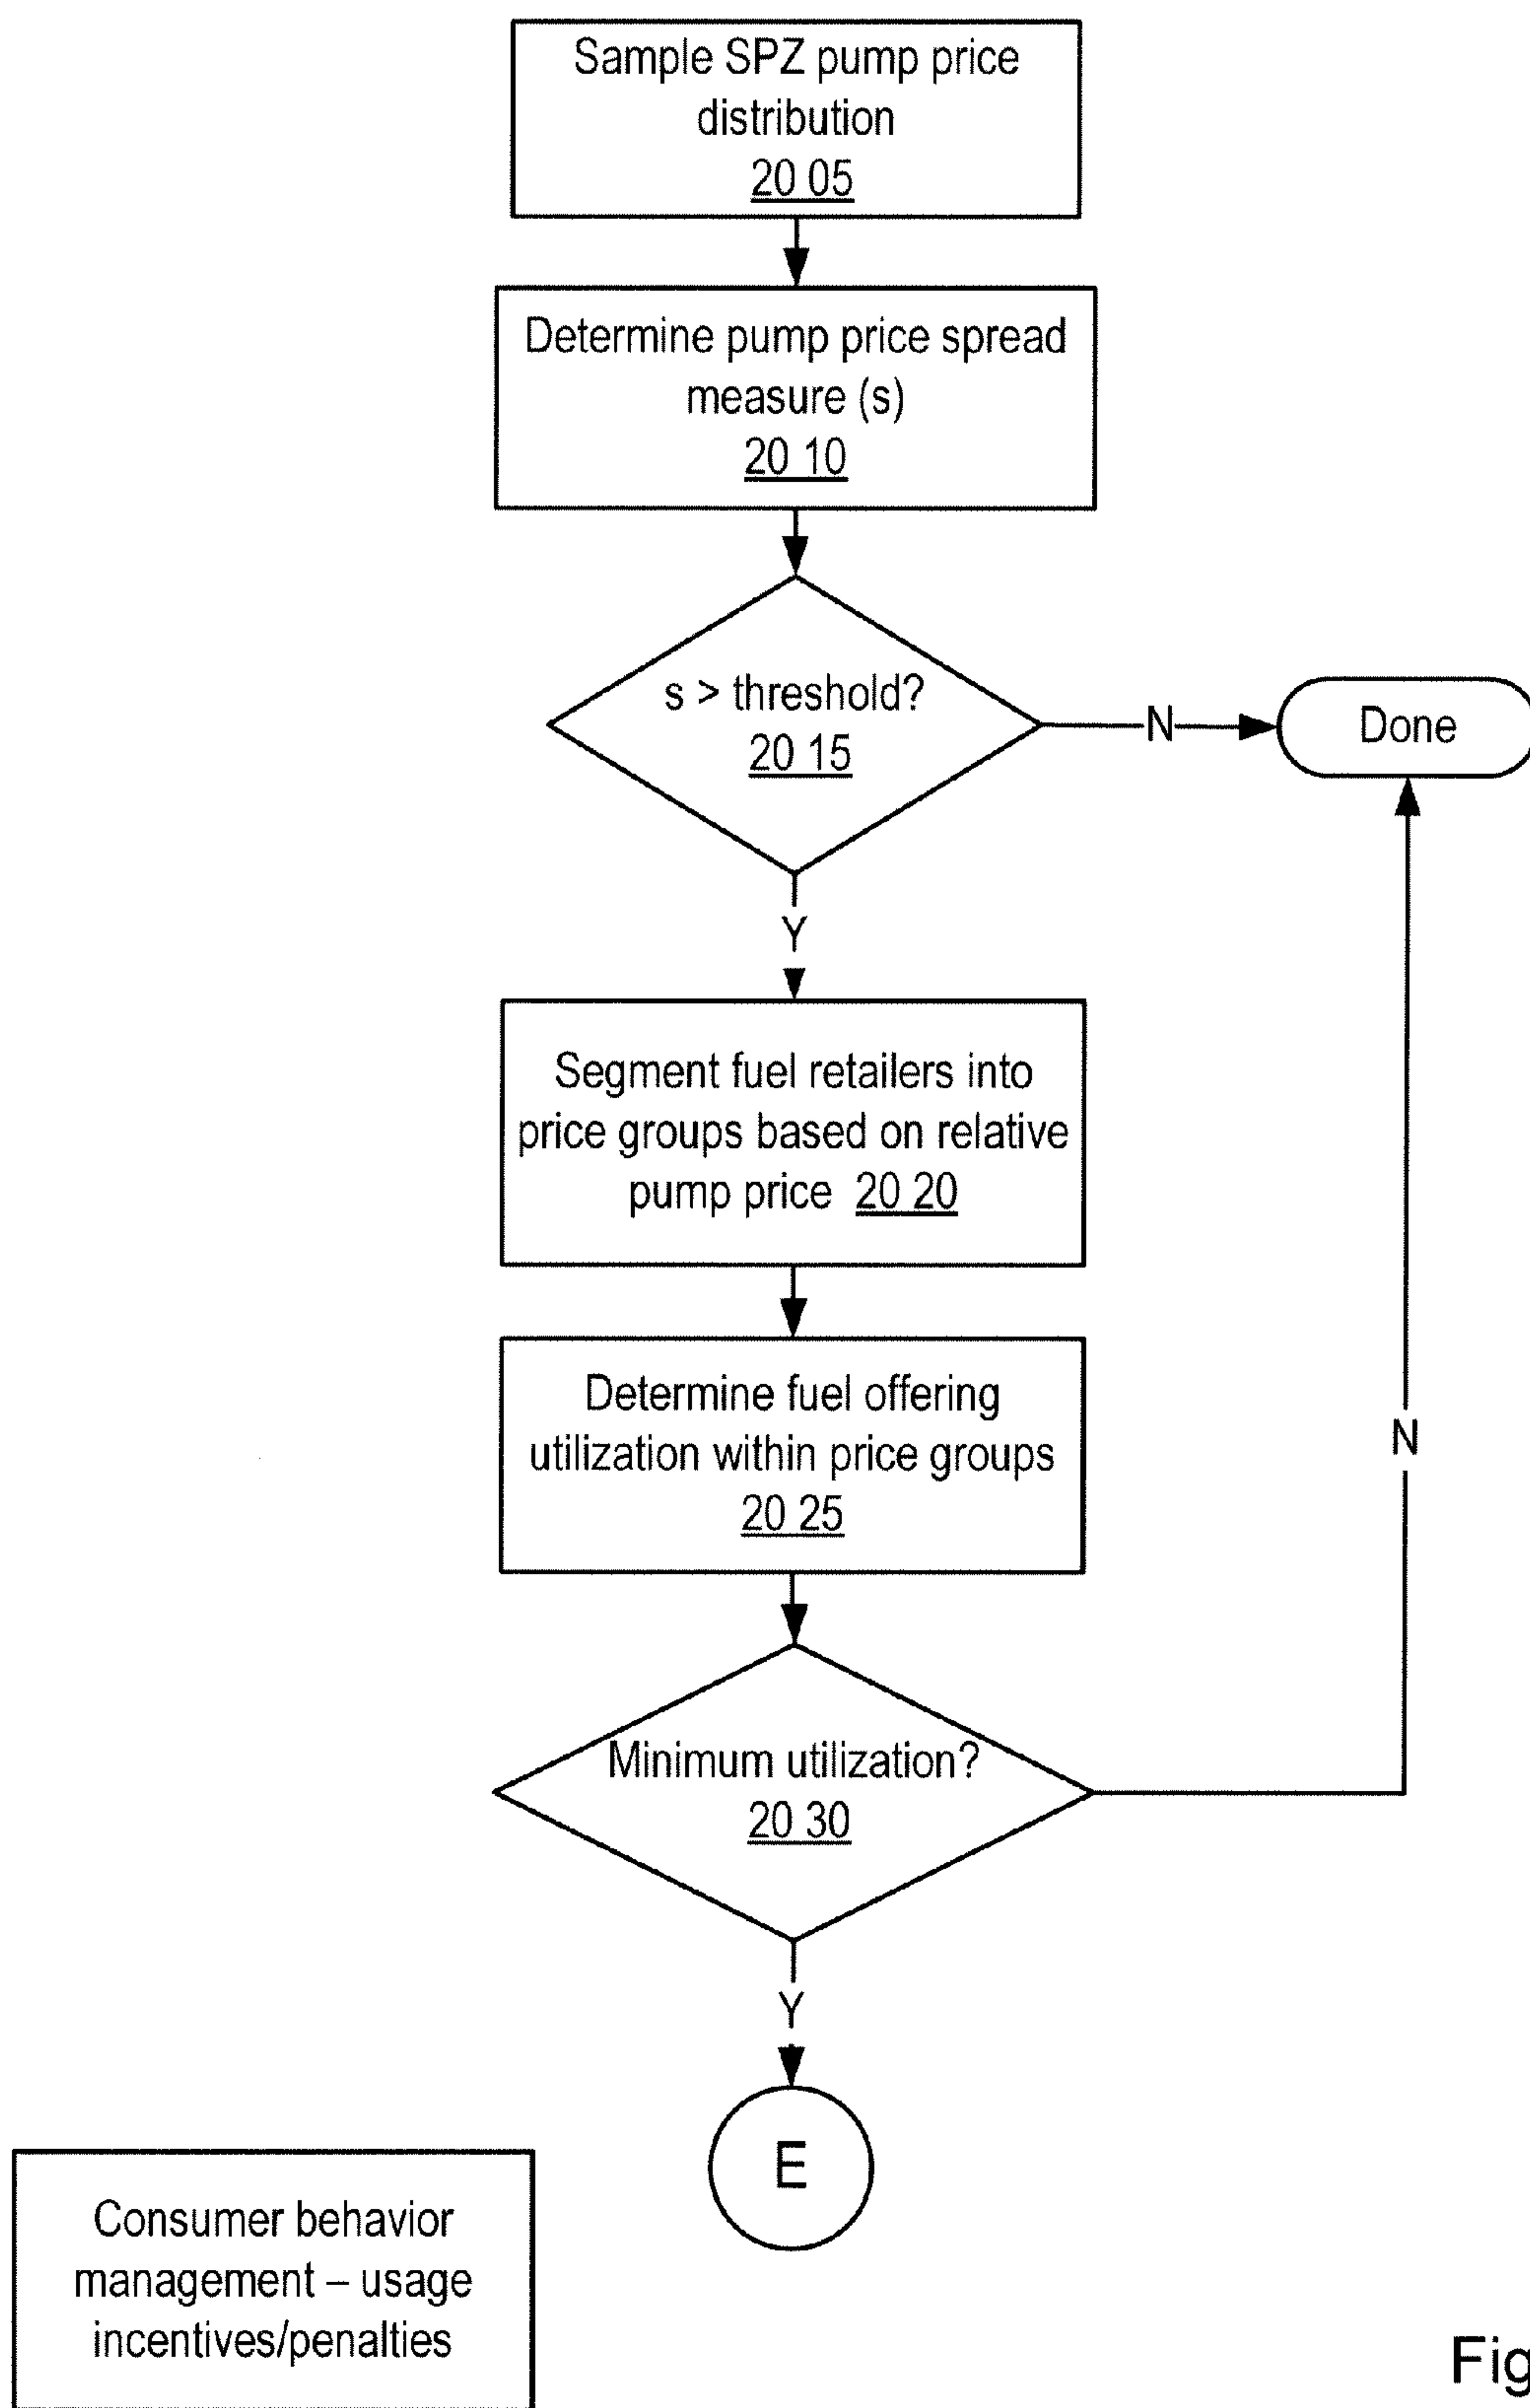 Sample SPZ pump price
distribution
20 05
Determine pump price spread
measure (s)
20 10
s > threshold?
20 15
N
Done
Y
Segment fuel retailers into
price groups based on relative
pump price 20 20
Determine fuel offering
utilization within price groups
20 25
N
Minimum utilization?
20 30
Y
E
Consumer behavior
management – usage
incentives/penalties
Fig